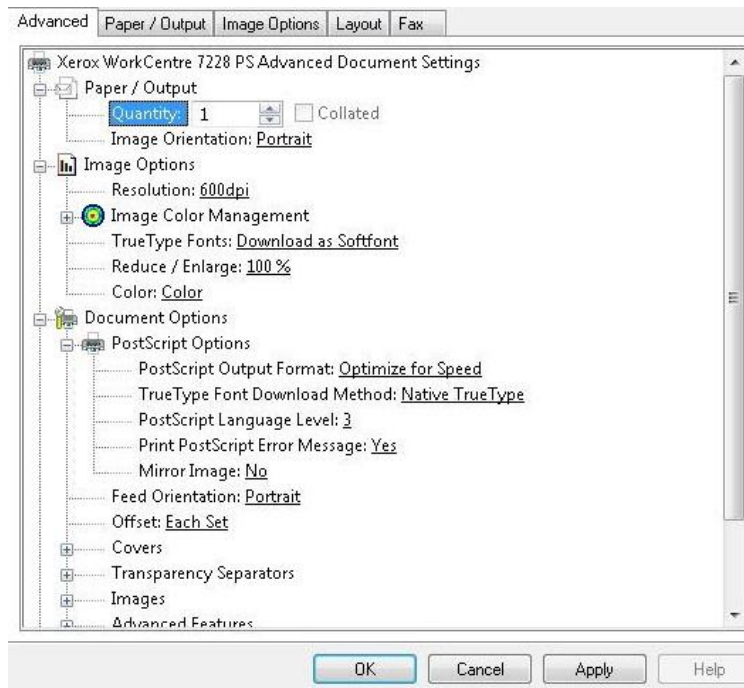 Advanced Paper / Output Image Options Layout Fax
Xerox WorkCentre 7228 PS Advanced Document Settings
Paper / Output
Quantity: 1 Collated
Image Orientation: Portrait
Image Options
Resolution: 600dpi
Image Color Management
TrueType Fonts: Download as Softfont
Reduce / Enlarge: 100 %
Color: Color
Document Options
PostScript Options
PostScript Output Format: Optimize for Speed
TrueType Font Download Method: Native TrueType
PostScript Language Level: 3
Print PostScript Error Message: Yes
Mirror Image: No
Feed Orientation: Portrait
Offset: Each Set
Covers
Transparency Separators
Images
Advanced Features
OK Cancel Apply Help